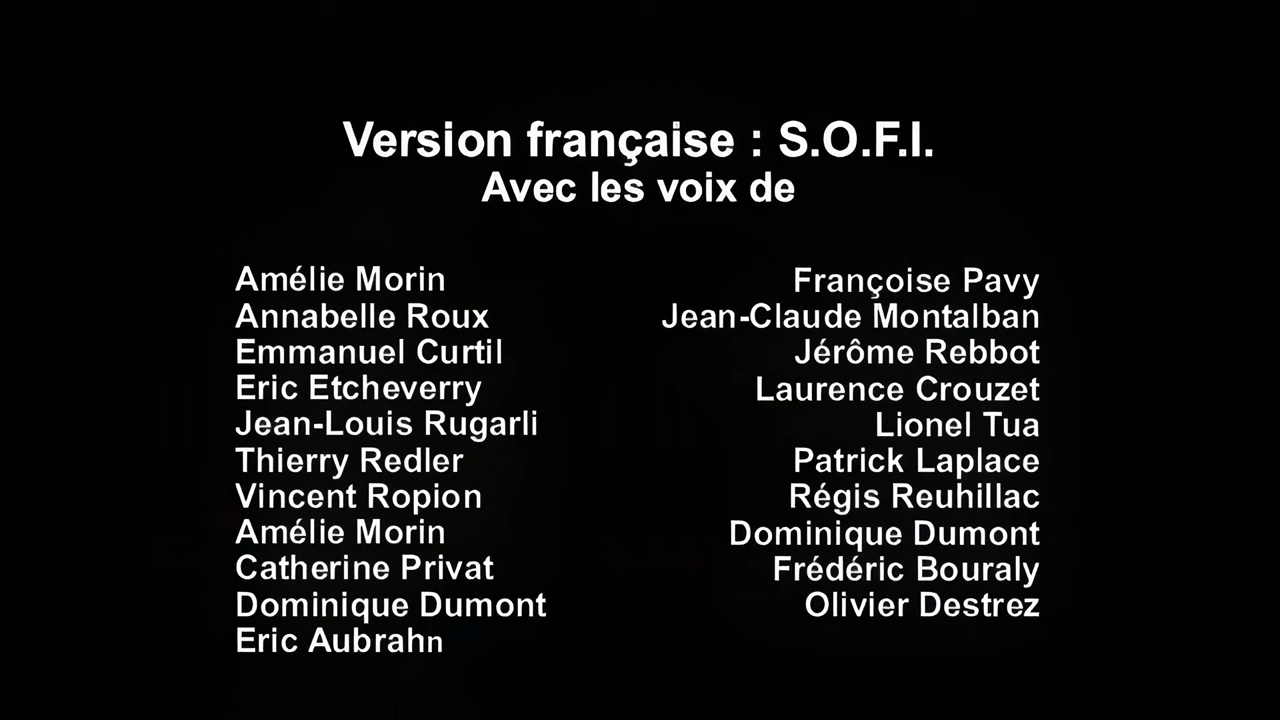 Version française : S.O.F.I.
Avec les voix de
Amélie Morin
Annabelle Roux
Emmanuel Curtil
Eric Etcheverry
Jean-Louis Rugarli
Thierry Redler
Vincent Ropion
Amélie Morin
Catherine Privat
Dominique Dumont
Eric Aubrahn
Françoise Pavy
Jean-Claude Montalban
Jérôme Rebbot
Laurence Crouzet
Lionel Tua
Patrick Laplace
Régis Reuhillac
Dominique Dumont
Frédéric Bouraly
Olivier Destrez